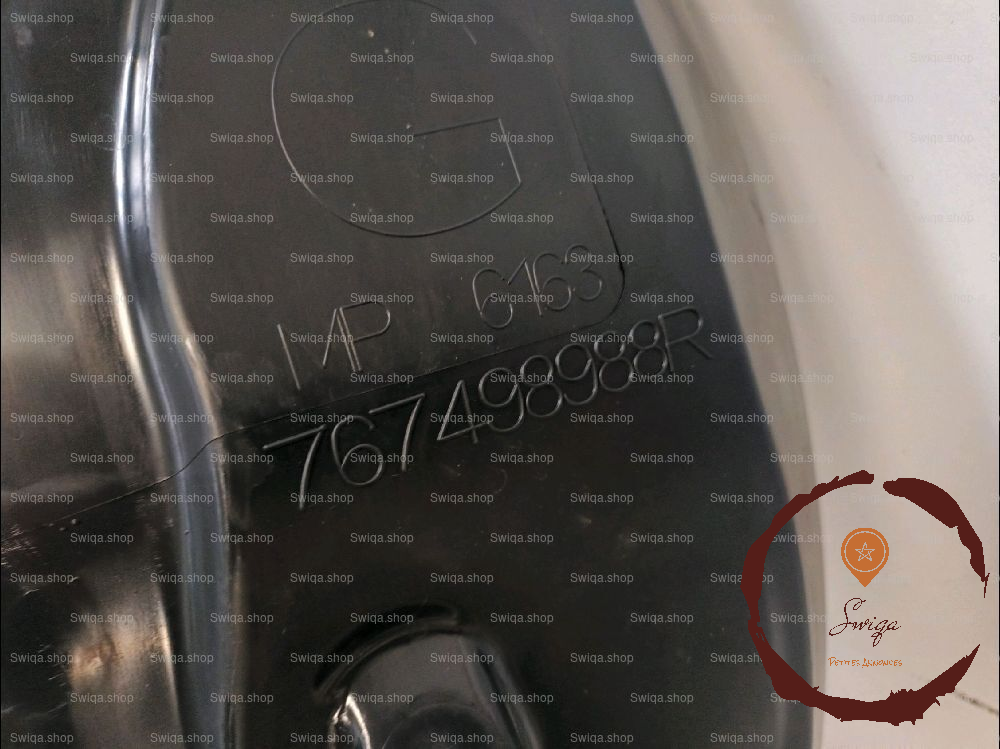 G
MP 6163
767498988R
Swiqa
PETITES ANNONCES
Swiqa.shop